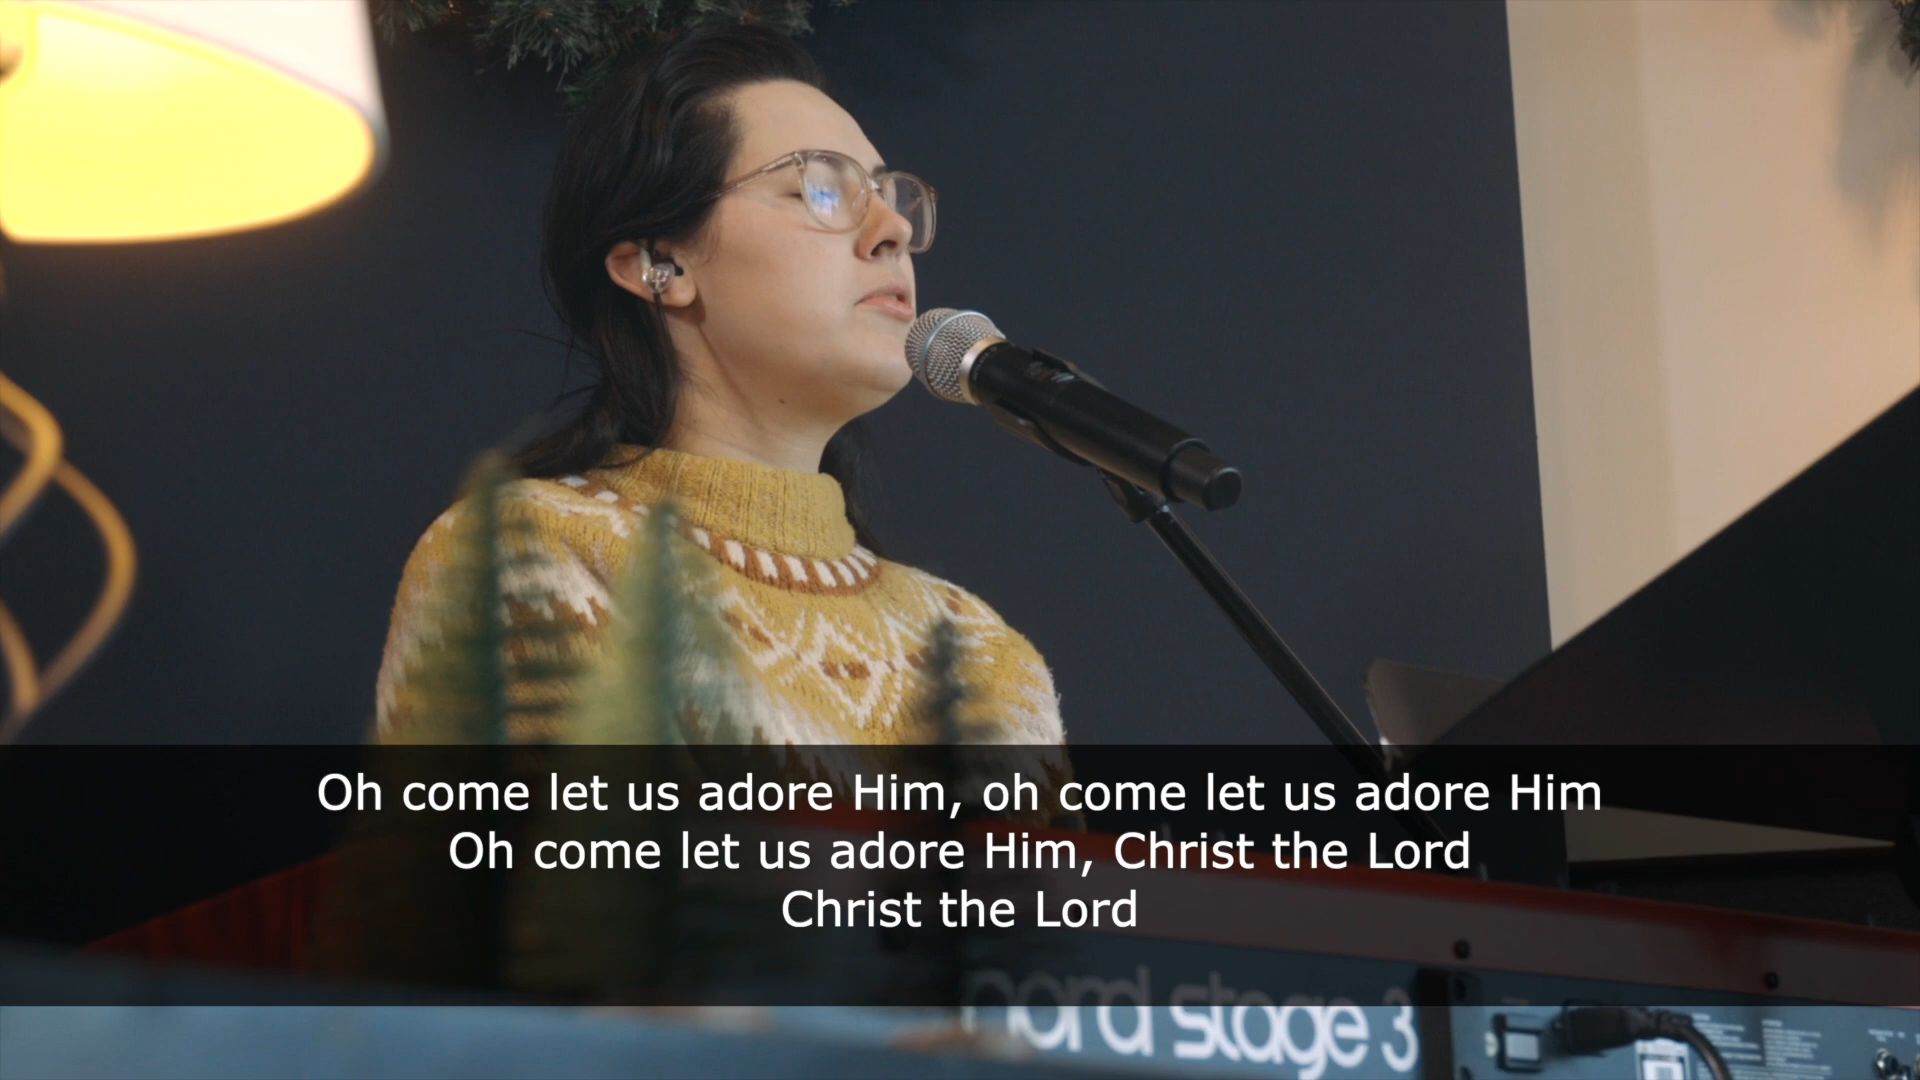 Oh come let us adore Him, oh come let us adore Him
Oh come let us adore Him, Christ the Lord
Christ the Lord
nord stage 3